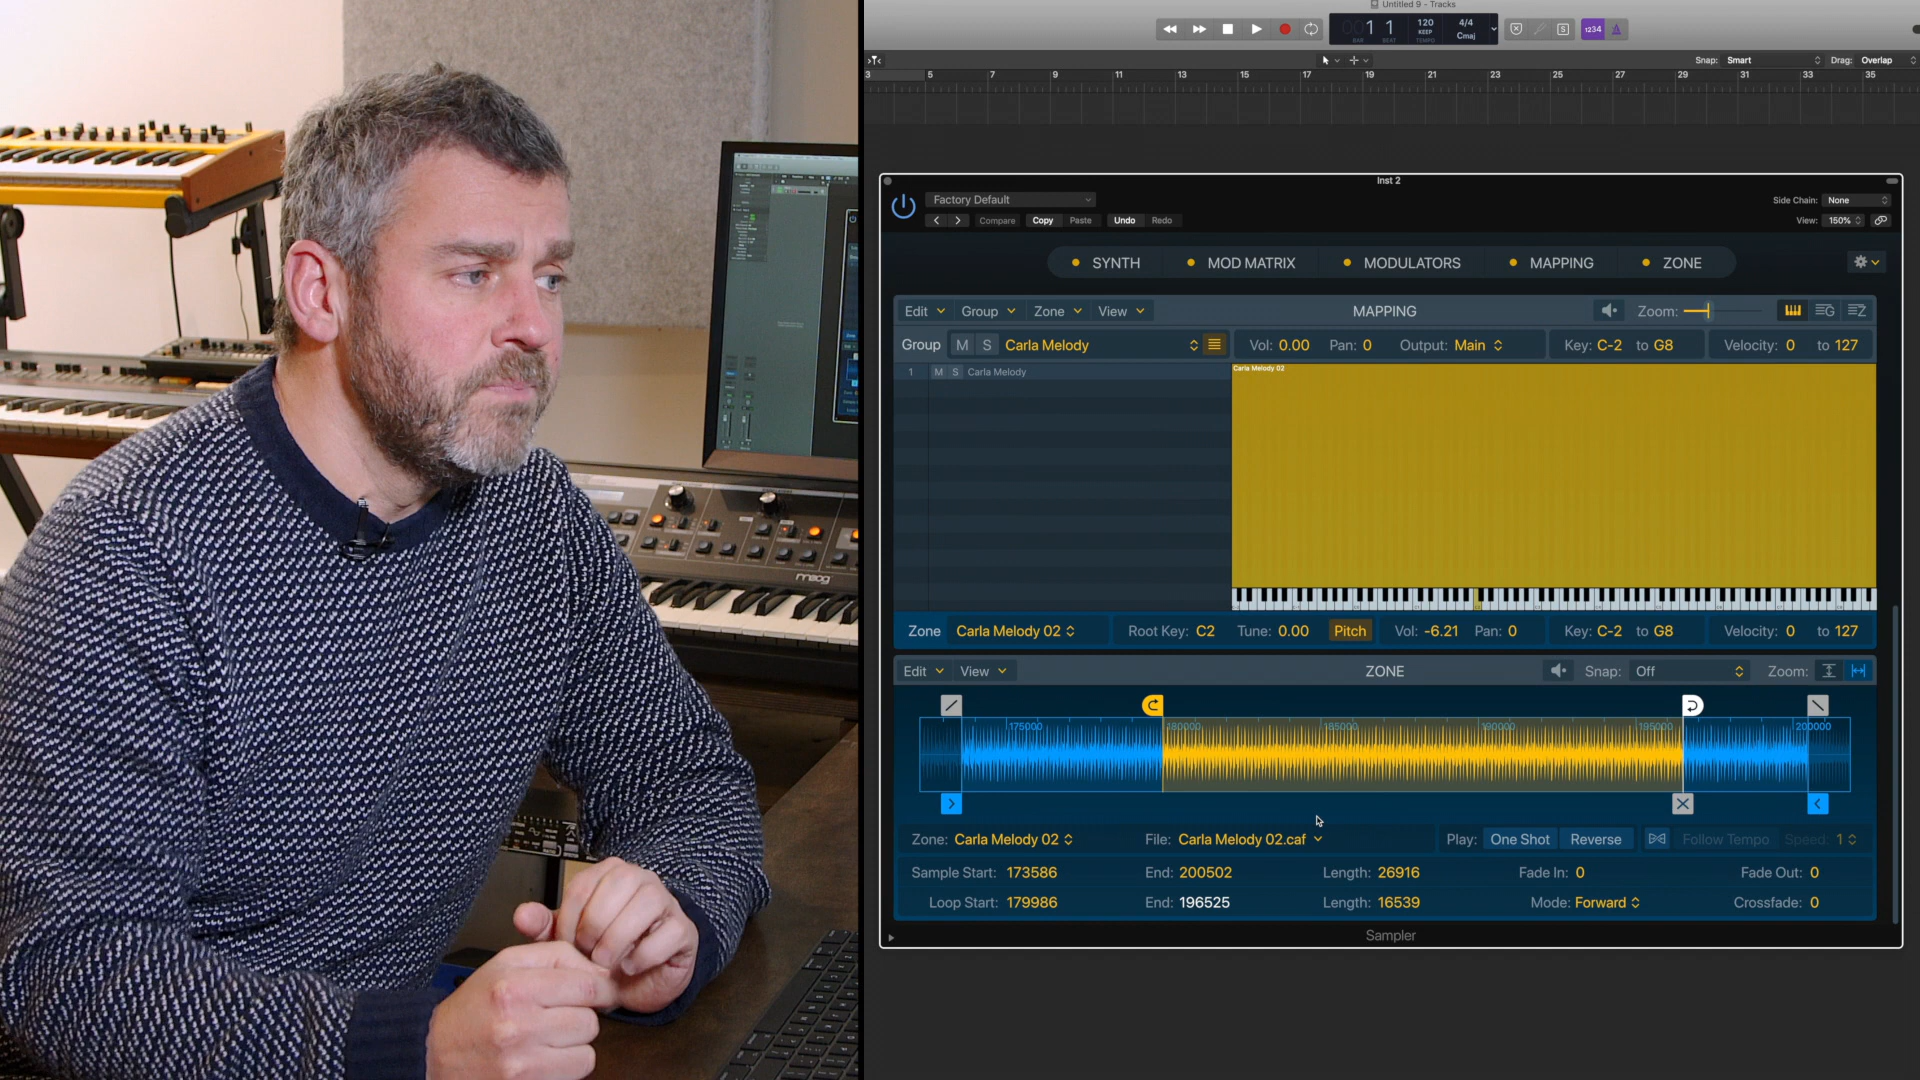 Untitled 9 - Tracks
1 1
BAR BEAT
120
KEEP
TEMPO
4/4
Cmaj
S
1234
Snap: Smart Drag: Overlap
3 5 7 9 11 13 15 17 19 21 23 25 27 29 31 33 35
Inst 2
Factory Default
Side Chain: None
Compare Copy Paste Undo Redo
View: 150%
SYNTH MOD MATRIX MODULATORS MAPPING ZONE
Edit Group Zone View MAPPING Zoom:
Group M S Carla Melody Vol: 0.00 Pan: 0 Output: Main Key: C-2 to G8 Velocity: 0 to 127
1 M S Carla Melody
Carla Melody 02
Zone Carla Melody 02 Root Key: C2 Tune: 0.00 Pitch Vol: -6.21 Pan: 0 Key: C-2 to G8 Velocity: 0 to 127
Edit View ZONE Snap: Off Zoom:
175000 180000 185000 190000 195000 200000
Zone: Carla Melody 02 File: Carla Melody 02.caf Play: One Shot Reverse Follow Tempo Speed: 1
Sample Start: 173586 End: 200502 Length: 26916 Fade In: 0 Fade Out: 0
Loop Start: 179986 End: 196525 Length: 16539 Mode: Forward Crossfade: 0
Sampler
moog